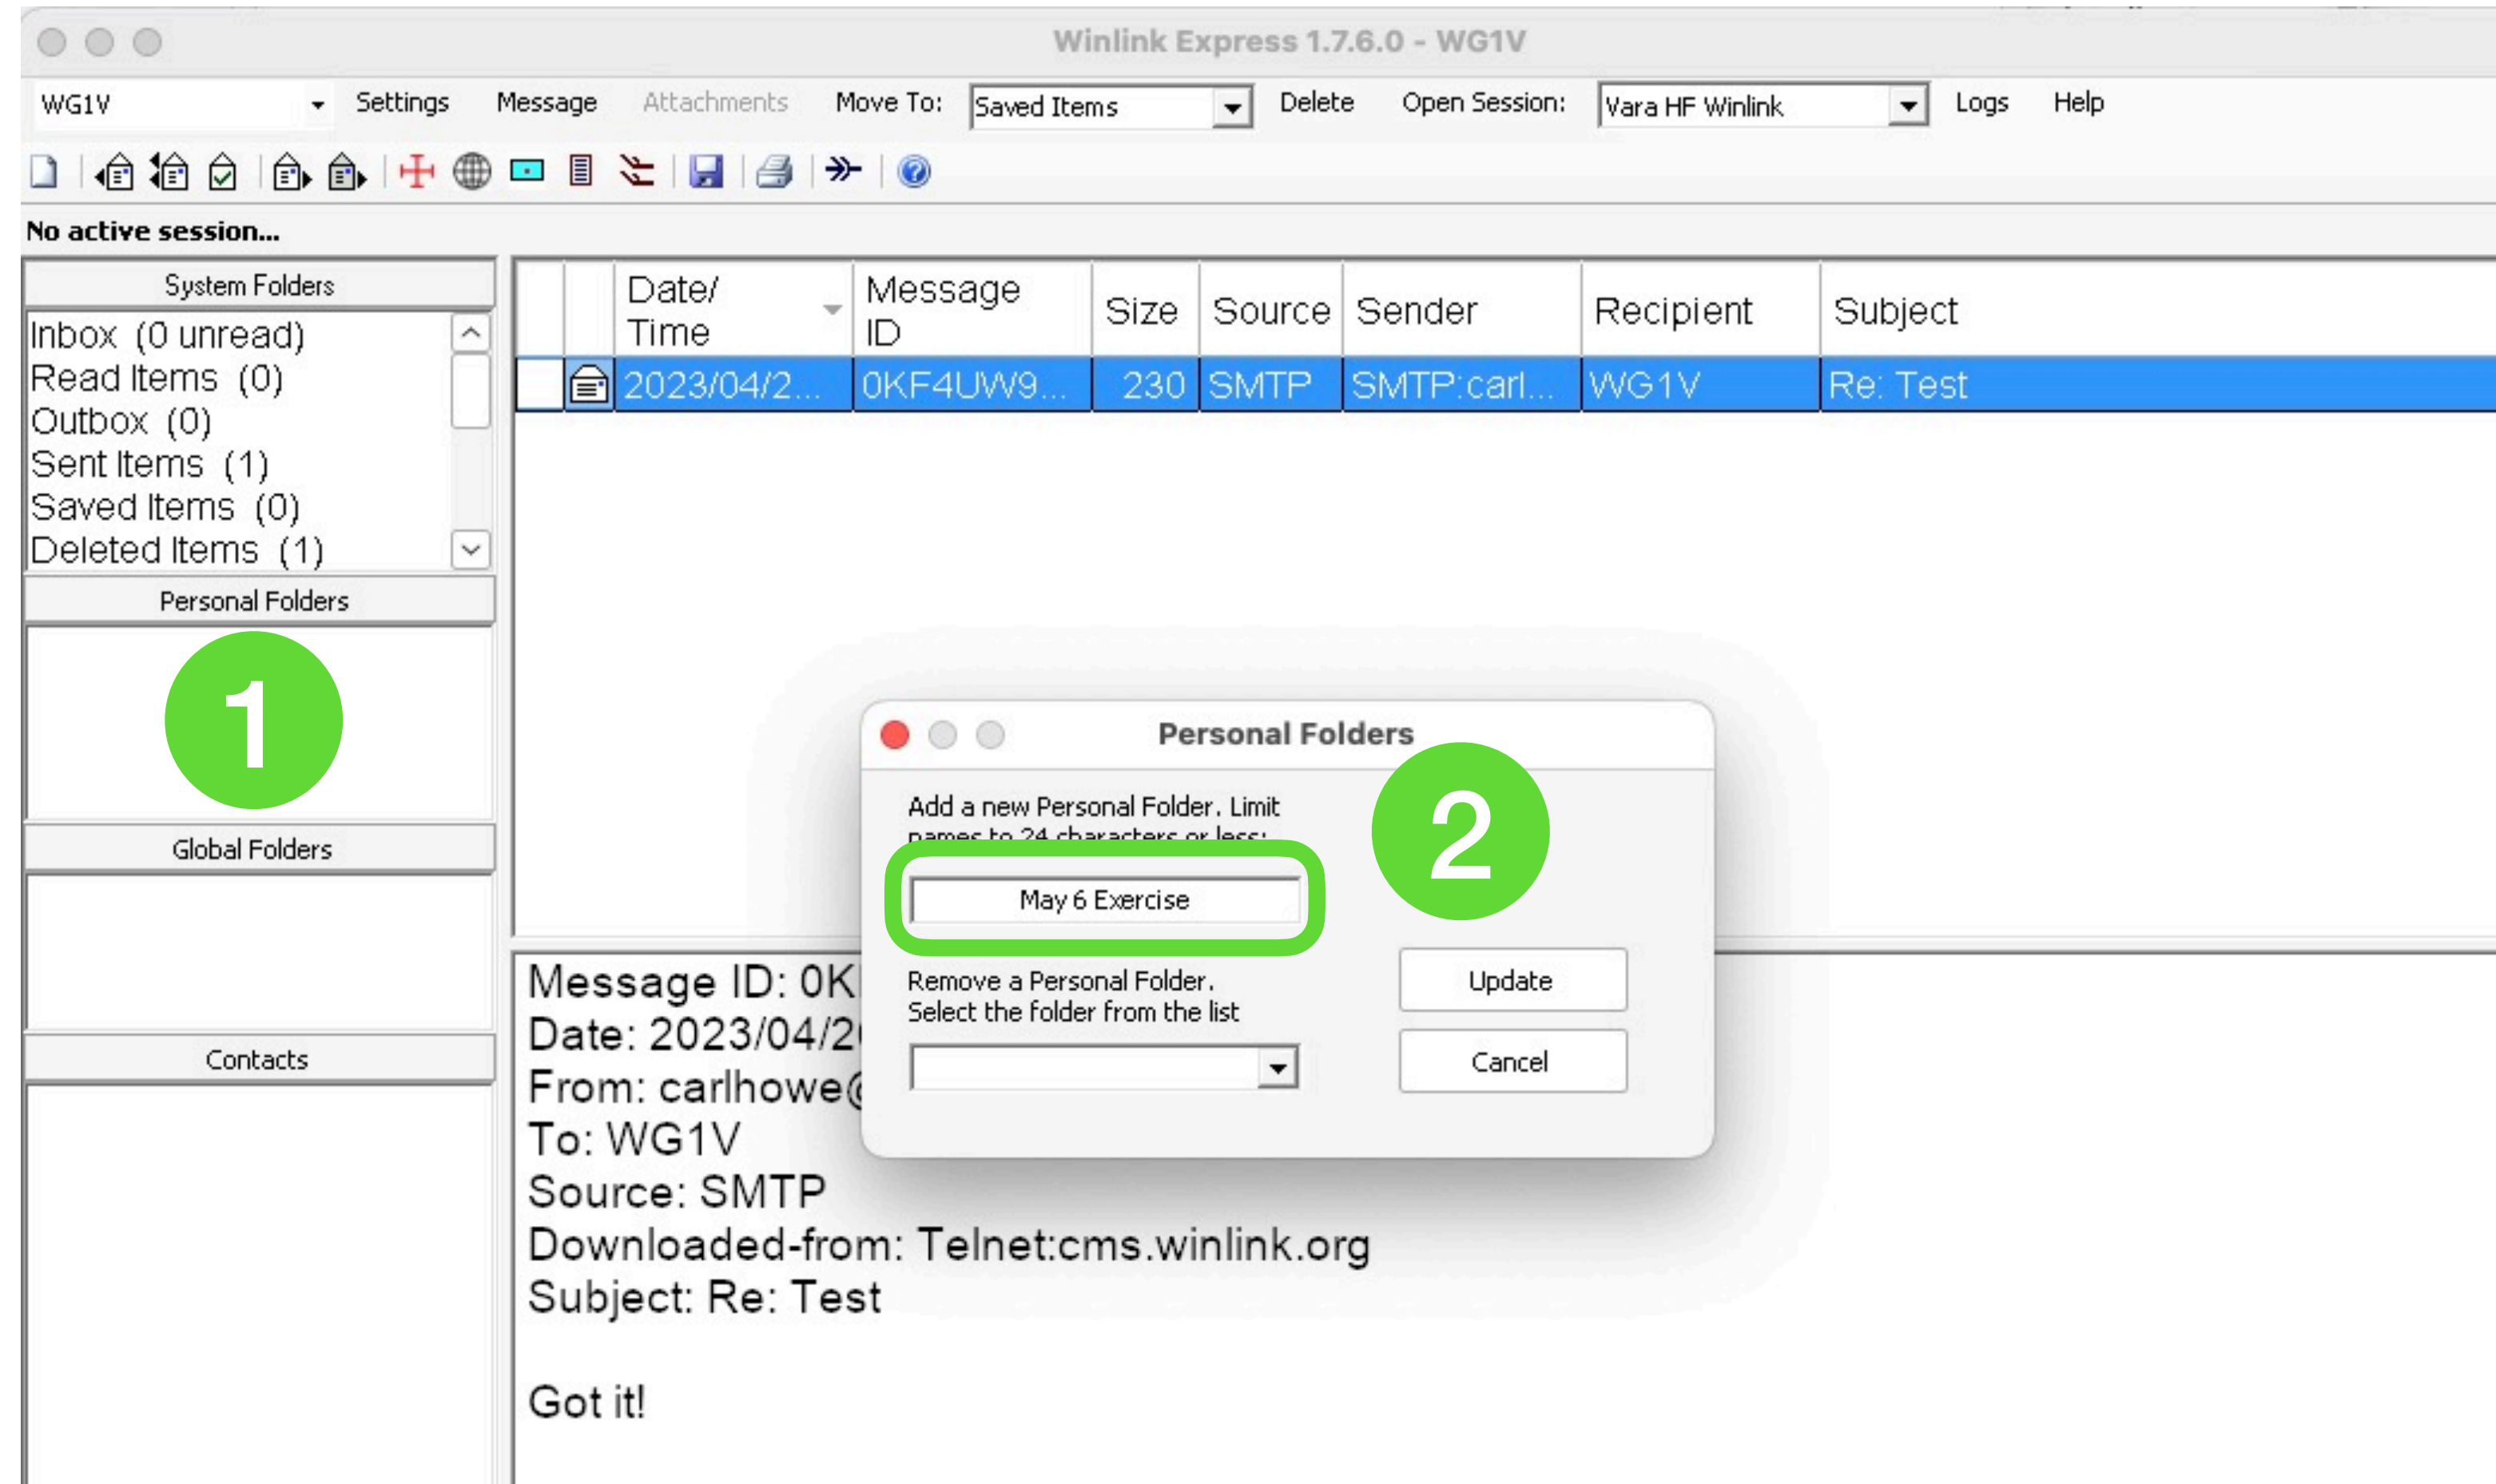 Winlink Express 1.7.6.0 - WG1V
WG1V Settings Message Attachments Move To: Saved Items Delete Open Session: Vara HF Winlink Logs Help
No active session...
System Folders
Inbox (0 unread)
Read Items (0)
Outbox (0)
Sent Items (1)
Saved Items (0)
Deleted Items (1)
Personal Folders
1
Global Folders
Contacts
Date/ Time Message ID Size Source Sender Recipient Subject
2023/04/2... 0KF4UW9... 230 SMTP SMTP:carl... WG1V Re: Test
Personal Folders
Add a new Personal Folder. Limit
names to 24 characters or less:
2
May 6 Exercise
Remove a Personal Folder.
Select the folder from the list
Update
Cancel
Message ID: 0K
Date: 2023/04/2
From: carlhowe@
To: WG1V
Source: SMTP
Downloaded-from: Telnet:cms.winlink.org
Subject: Re: Test
Got it!